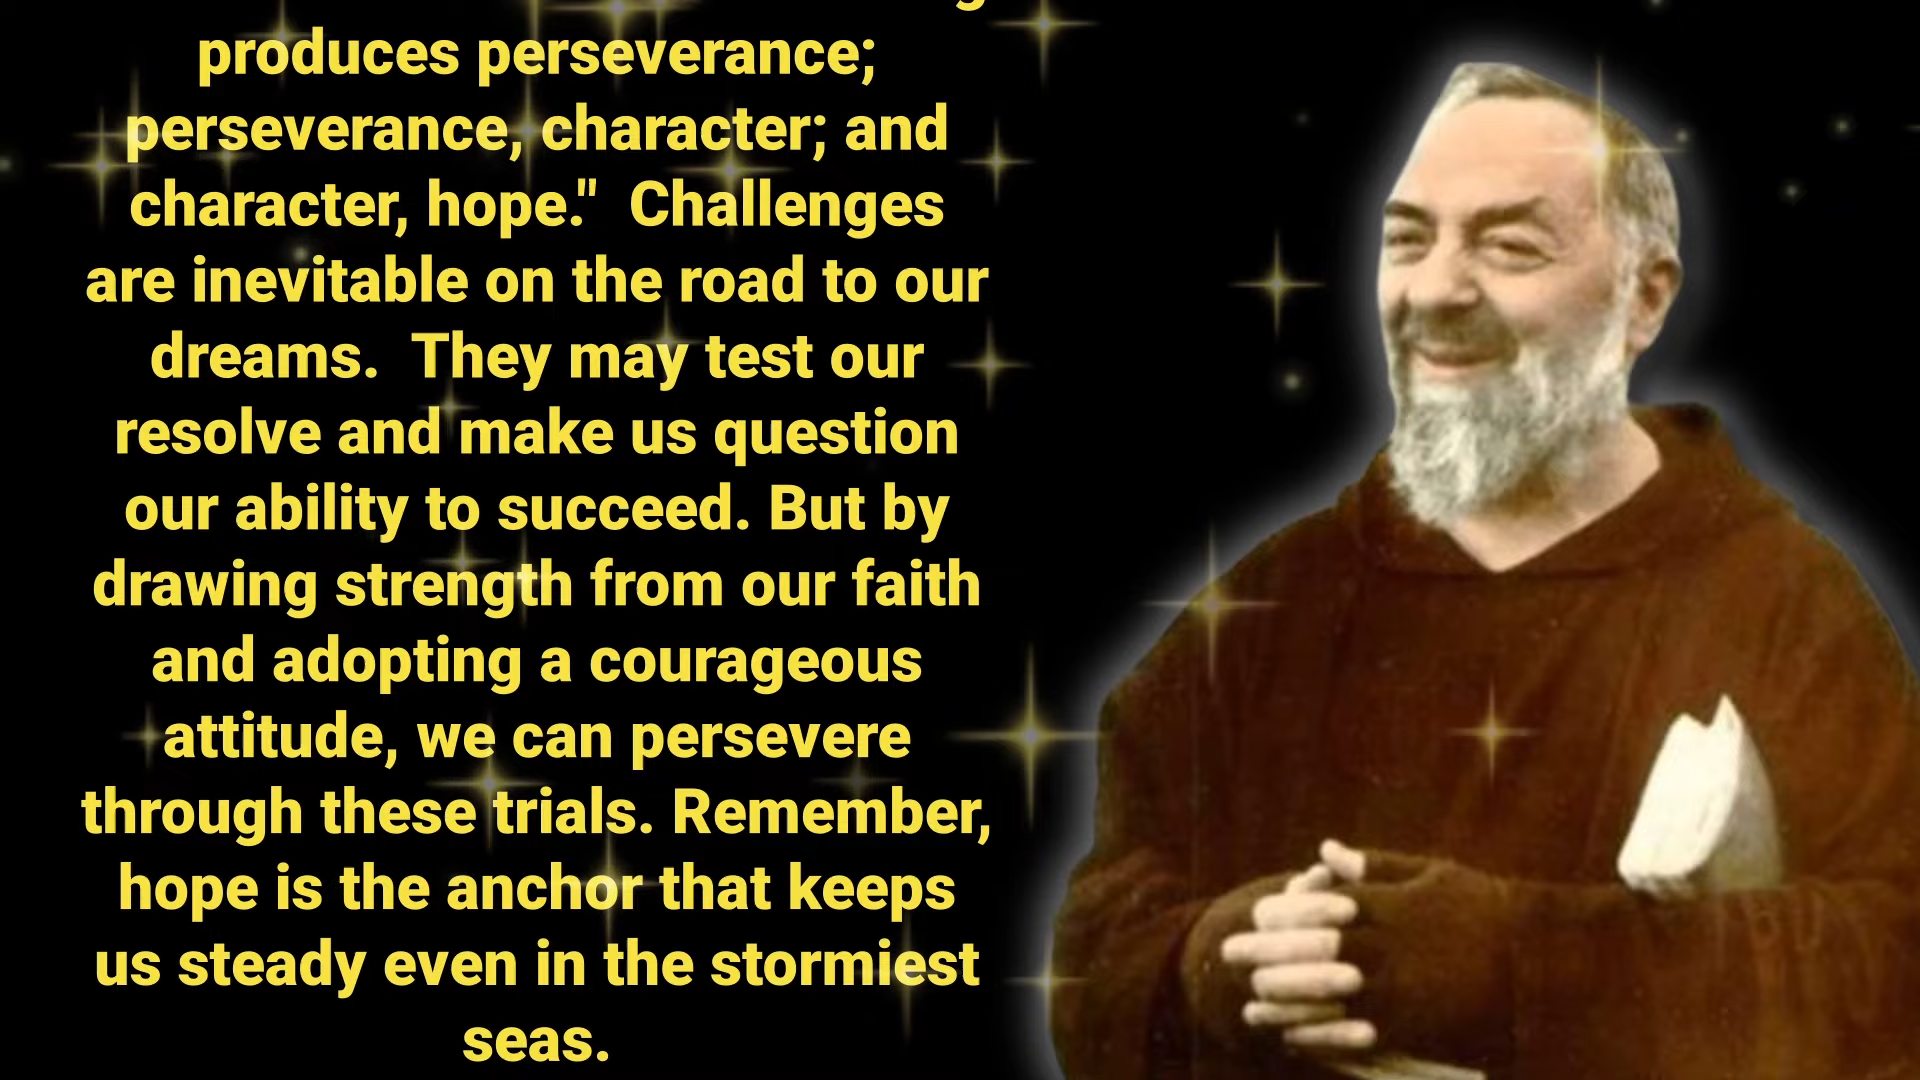 produces perseverance;
perseverance, character; and
character, hope."  Challenges
are inevitable on the road to our
dreams.  They may test our
resolve and make us question
our ability to succeed. But by
drawing strength from our faith
and adopting a courageous
attitude, we can persevere
through these trials. Remember,
hope is the anchor that keeps
us steady even in the stormiest
seas.